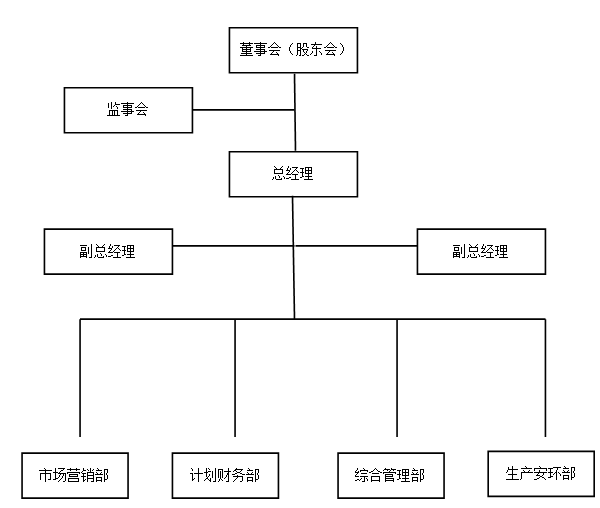 董事会（股东会）
监事会
总经理
副总经理
副总经理
市场营销部
计划财务部
综合管理部
生产安环部